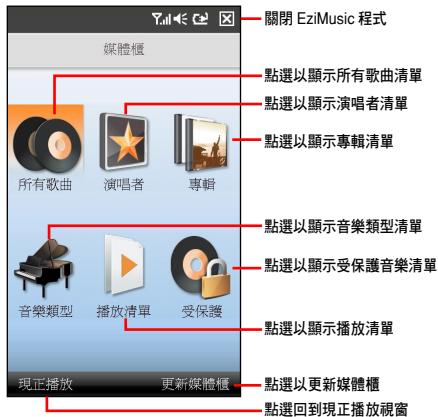 關閉 EziMusic 程式
媒體櫃
點選以顯示所有歌曲清單
點選以顯示演唱者清單
點選以顯示專輯清單
所有歌曲 演唱者 專輯
點選以顯示音樂類型清單
點選以顯示受保護音樂清單
音樂類型 播放清單 受保護
點選以顯示播放清單
現正播放 更新媒體櫃
點選以更新媒體櫃
點選回到現正播放視窗